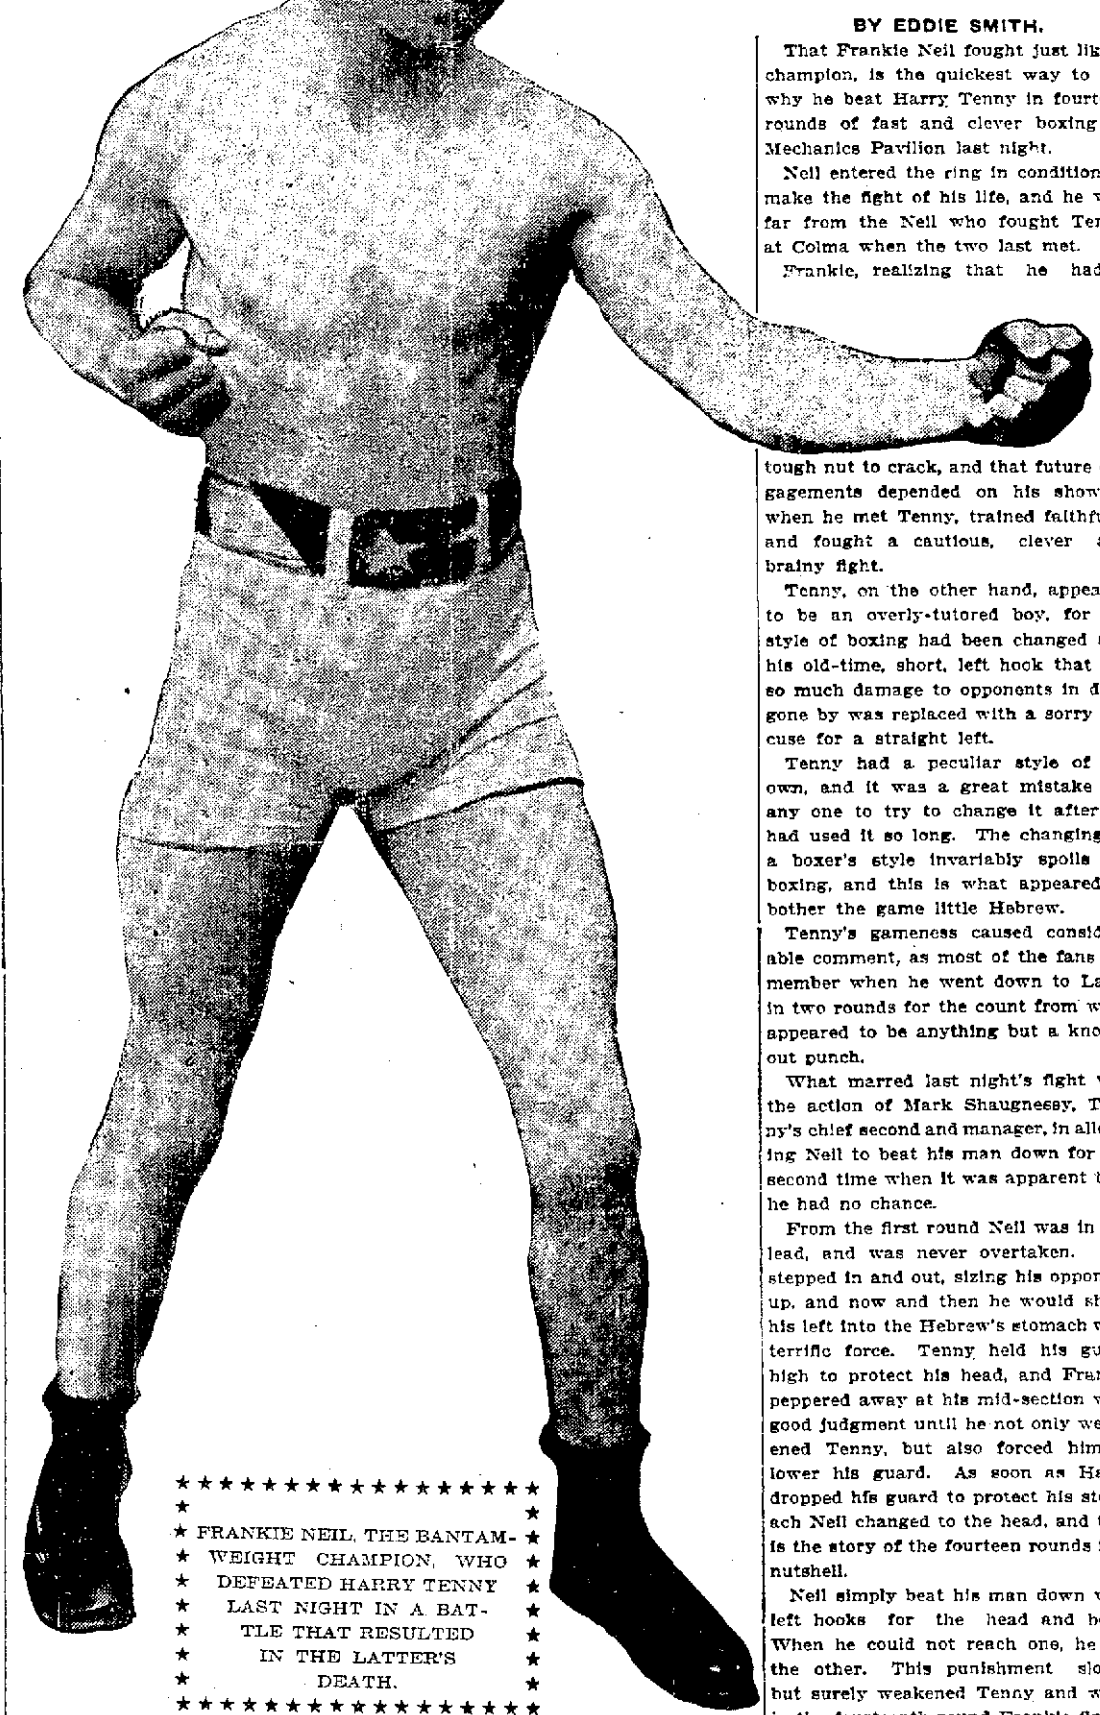 BY EDDIE SMITH.
That Frankie Neil fought just
champion, is the quickest way to
why he beat Harry Tenny in
rounds of fast and clever boxing
Mechanics Pavilion last night.
Neil entered the ring in condition
make the fight of his life, and he
far from the Neil who fought
at Colma when the two last met.
Frankie, realizing that he had
tough nut to crack, and that future
gagements depended on his
when he met Tenny, trained
and fought a cautious, clever
brainy fight.
Tenny, on the other hand,
to be an overly-tutored boy, for
style of boxing had been changed
his old-time, short, left hook that
so much damage to opponents in
gone by was replaced with a sorry
cuse for a straight left.
Tenny had a peculiar style of
own, and it was a great mistake
any one to try to change it after
had used it so long. The changing
a boxer's style invariably spoils
boxing, and this is what appeared
bother the game little Hebrew.
Tenny's gameness caused
able comment, as most of the fans
member when he went down to
in two rounds for the count from
appeared to be anything but a
out punch.
What marred last night's fight
the action of Mark Shaugnessy,
ny's chief second and manager, in
ing Neil to beat his man down for
second time when it was apparent
he had no chance.
From the first round Neil was in
lead, and was never overtaken.
stepped in and out, sizing his
up, and now and then he would
his left into the Hebrew's stomach
terrific force. Tenny held his
high to protect his head, and
peppered away at his mid-section
good judgment until he not only
ened Tenny, but also forced him
lower his guard. As soon as
dropped his guard to protect his
ach Neil changed to the head, and
is the story of the fourteen rounds
nutshell.
Neil simply beat his man down
left hooks for the head and
When he could not reach one, he
the other. This punishment
but surely weakened Tenny and
FRANKIE NEIL, THE BANTAM-
WEIGHT CHAMPION, WHO
DEFEATED HARRY TENNY
LAST NIGHT IN A BAT-
TLE THAT RESULTED
IN THE LATTER'S
DEATH.